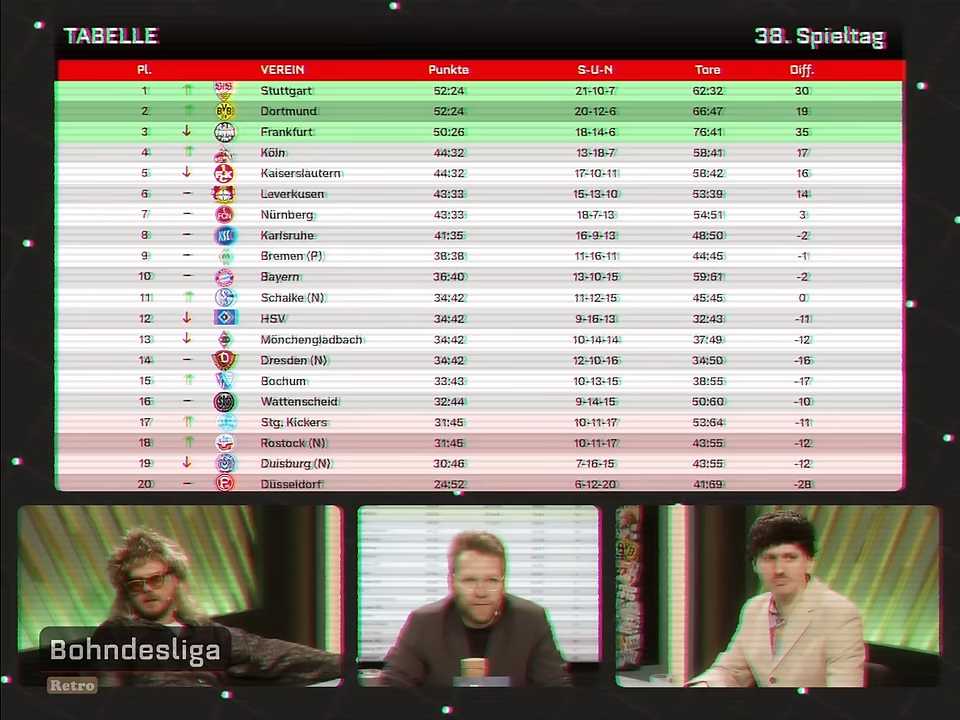 TABELLE 38. Spieltag
Pl. VEREIN Punkte S-U-N Tore Diff.
1 Stuttgart 52:24 21-10-7 62:32 30
2 Dortmund 52:24 20-12-6 66:47 19
3 Frankfurt 50:26 18-14-6 76:41 35
4 Köln 44:32 13-18-7 58:41 17
5 Kaiserslautern 44:32 17-10-11 58:42 16
6 Leverkusen 43:33 15-13-10 53:39 14
7 Nürnberg 43:33 18-7-13 54:51 3
8 Karlsruhe 41:35 16-9-13 48:50 -2
9 Bremen (P) 38:38 11-16-11 44:45 -1
10 Bayern 36:40 13-10-15 59:61 -2
11 Schalke (N) 34:42 11-12-15 45:45 0
12 HSV 34:42 9-16-13 32:43 -11
13 Mönchengladbach 34:42 10-14-14 37:49 -12
14 Dresden (N) 34:42 12-10-16 34:50 -16
15 Bochum 33:43 10-13-15 38:55 -17
16 Wattenscheid 32:44 9-14-15 50:60 -10
17 Stg. Kickers 31:45 10-11-17 53:64 -11
18 Rostock (N) 31:45 10-11-17 43:55 -12
19 Duisburg (N) 30:46 7-16-15 43:55 -12
20 Düsseldorf 24:52 6-12-20 41:69 -28
Bohndesliga
Retro